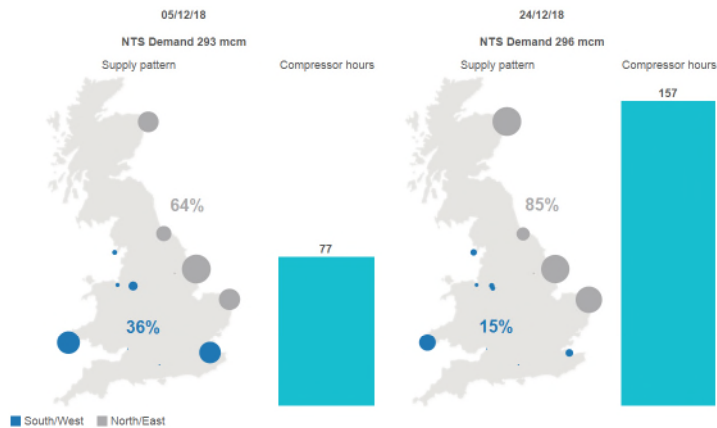 05/12/18
NTS Demand 293 mcm
Supply pattern
Compressor hours
64%
36%
77
24/12/18
NTS Demand 296 mcm
Supply pattern
Compressor hours
85%
15%
157
South/West
North/East